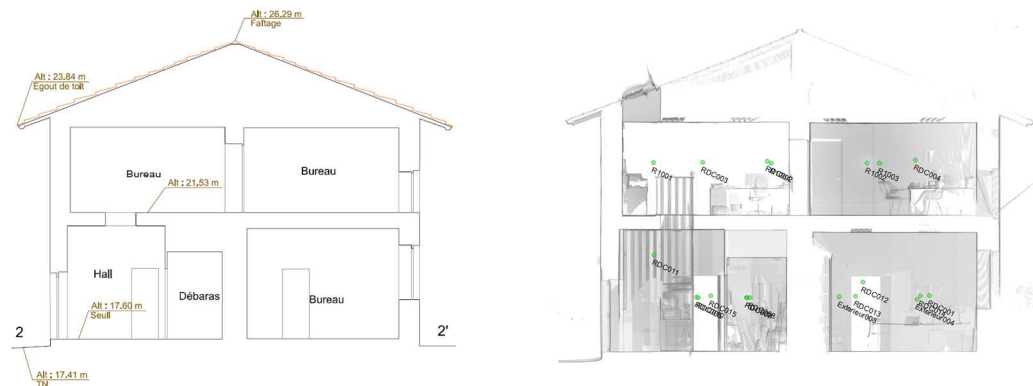 Alt : 26.29 m
Faîtage
Alt : 23.84 m
Egout de toit
Bureau
Bureau
Alt : 21.53 m
Hall
Débaras
Bureau
Alt : 17.60 m
Seuil
2
2'
Alt : 17.41 m
TN
R1001
RDC003
R1002
R1003
RDC004
RDC011
RDC015
RDC012
RDC013
Exterieur008
RDC001
Exterieur004